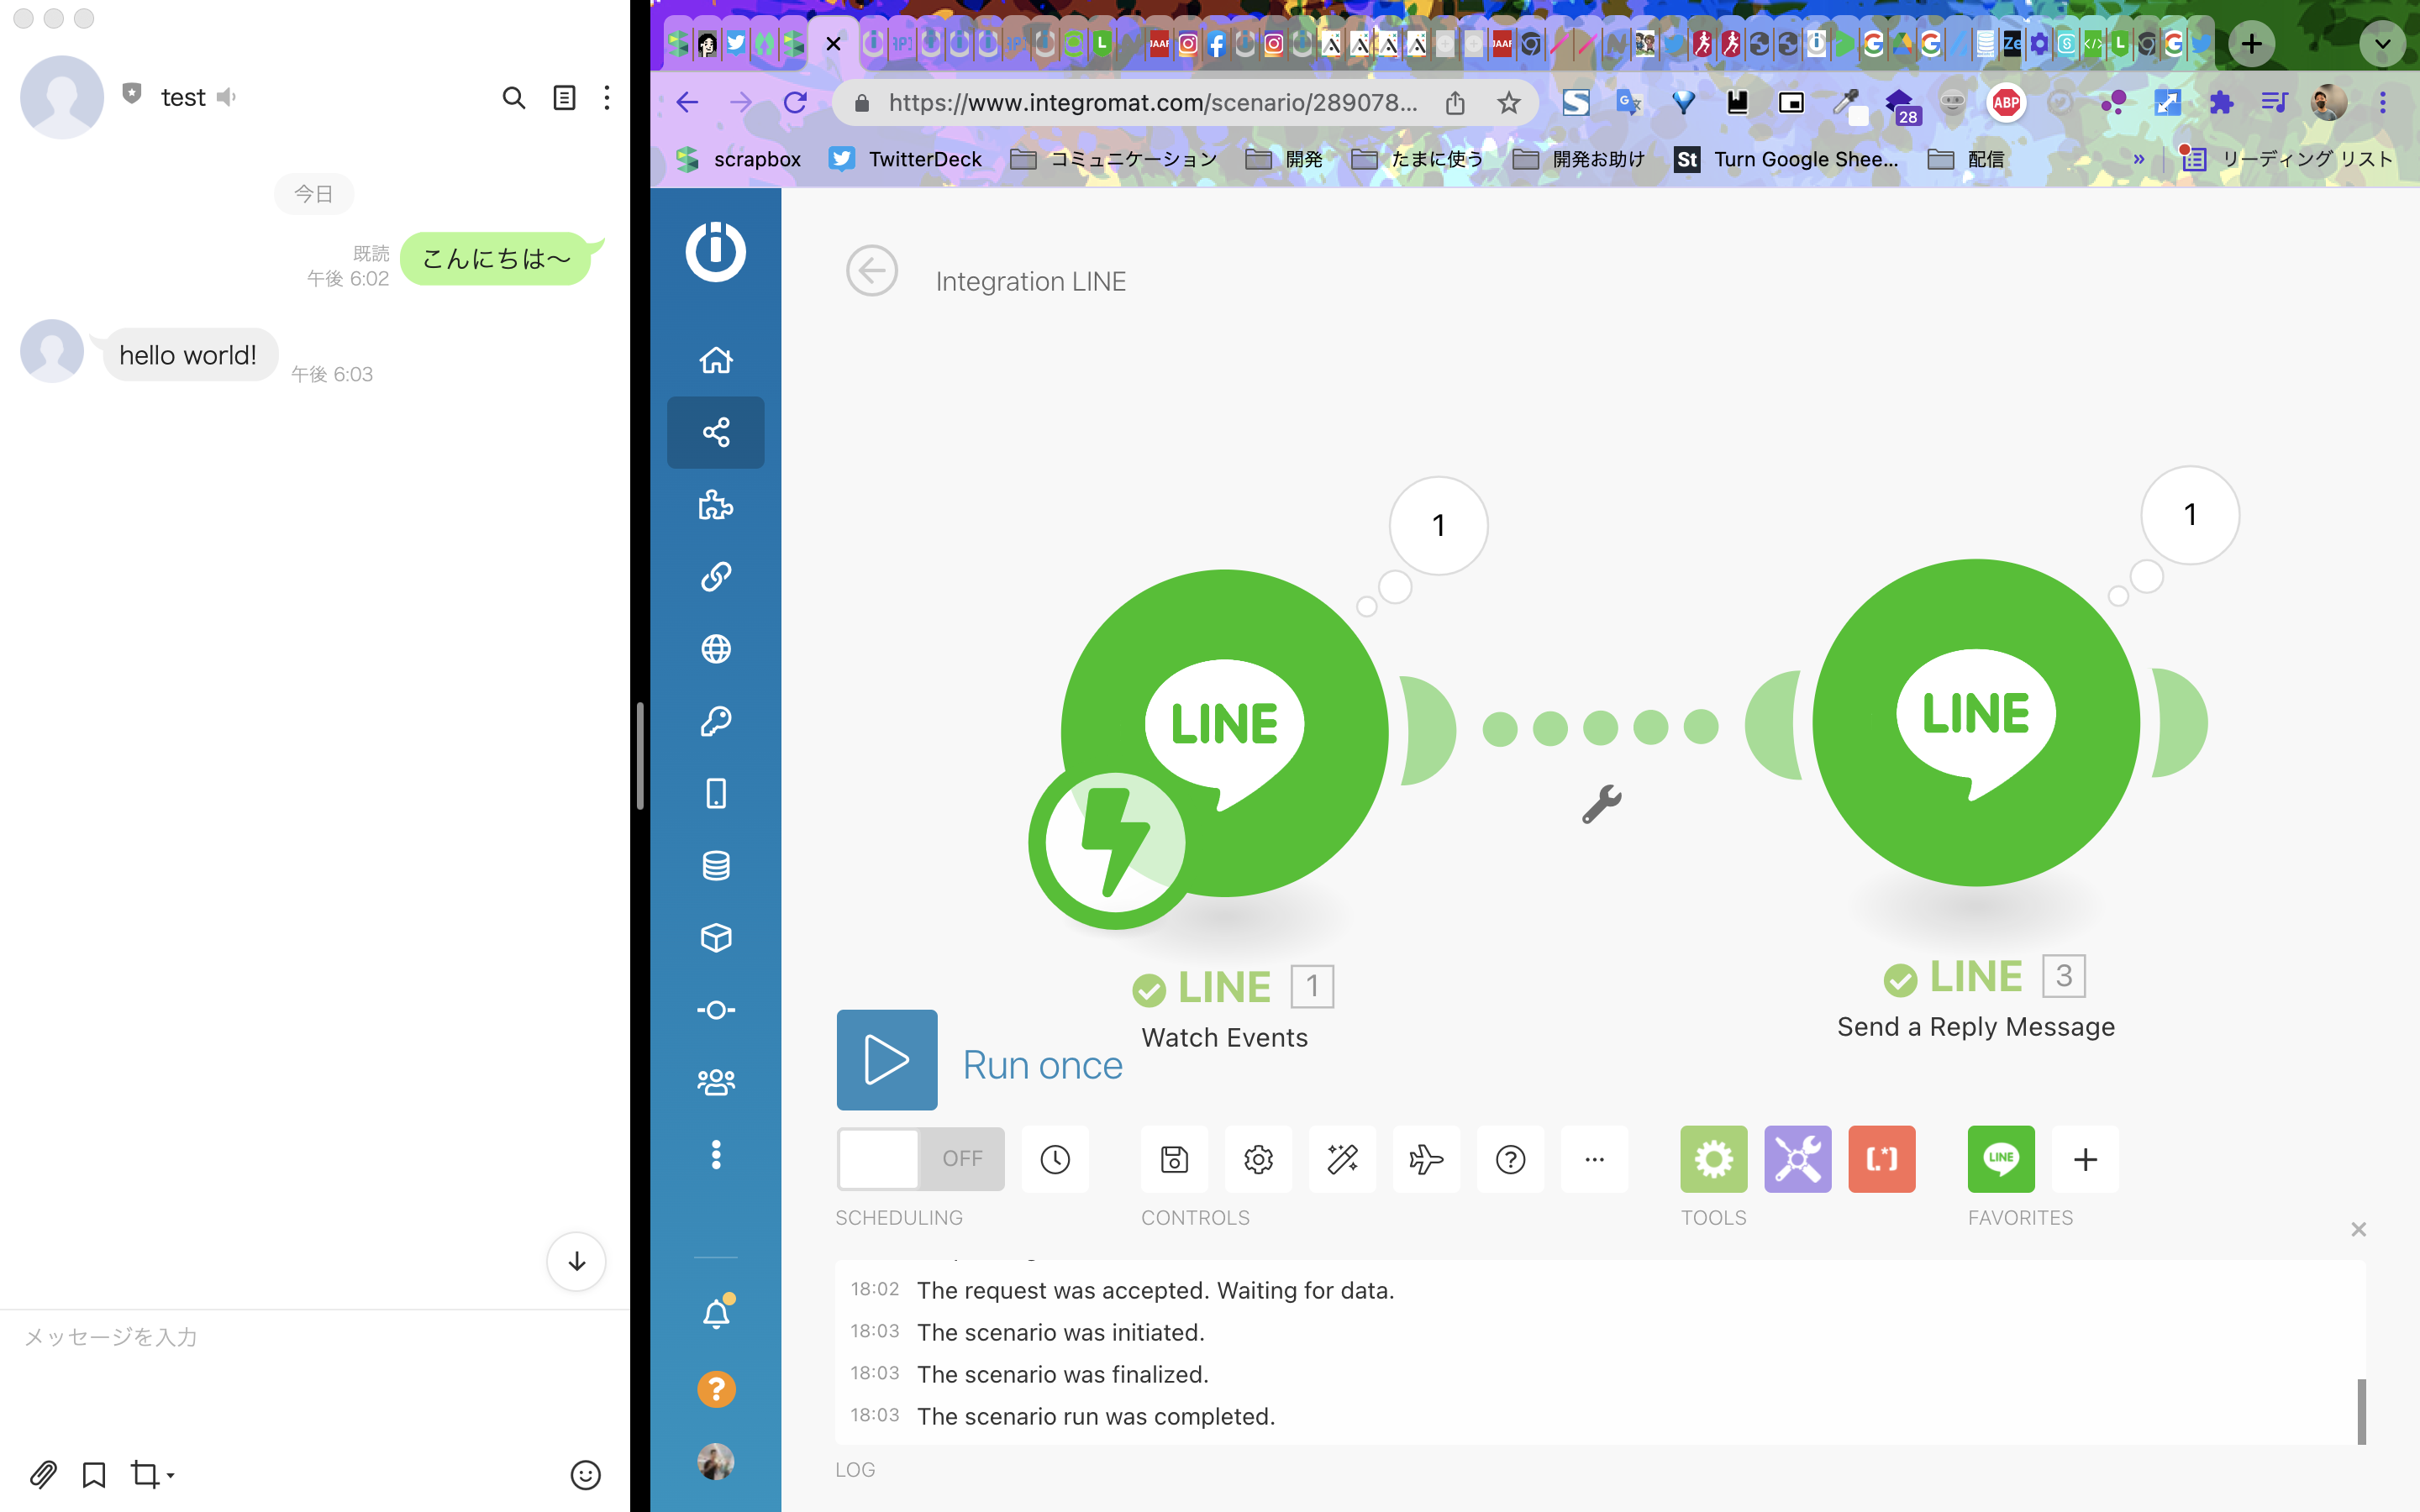 test
今日
既読
午後 6:02
こんにちは〜
hello world!
午後 6:03
メッセージを入力
https://www.integromat.com/scenario/289078...
28
ABP
scrapbox
TwitterDeck
コミュニケーション
開発
たまに使う
開発お助け
St
Turn Google Shee...
配信
»
リーディング リスト
Integration LINE
1
1
LINE
LINE
LINE 1
Watch Events
LINE 3
Send a Reply Message
Run once
OFF
...
LINE
SCHEDULING
CONTROLS
TOOLS
FAVORITES
18:02 The request was accepted. Waiting for data.
18:03 The scenario was initiated.
18:03 The scenario was finalized.
18:03 The scenario run was completed.
LOG